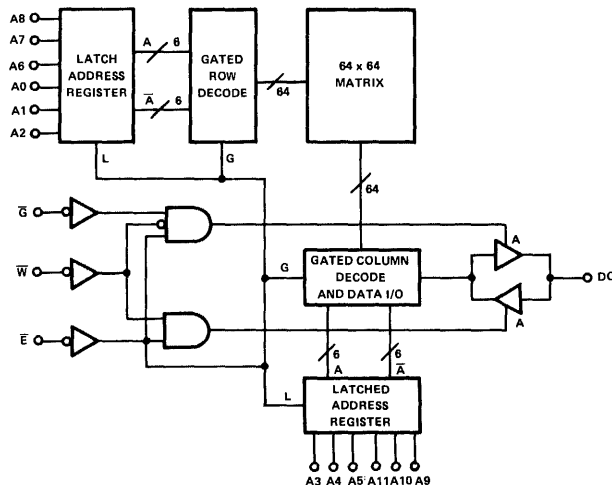 A8
A7
A6
A0
A1
A2
LATCH
ADDRESS
REGISTER
A
6
A̅
6
GATED
ROW
DECODE
64
64 x 64
MATRIX
L
G
64
G̅
W̅
E̅
G
GATED COLUMN
DECODE
AND DATA I/O
A
A
DQ
6
A
6
A̅
L
LATCHED
ADDRESS
REGISTER
A3 A4 A5 A11 A10 A9